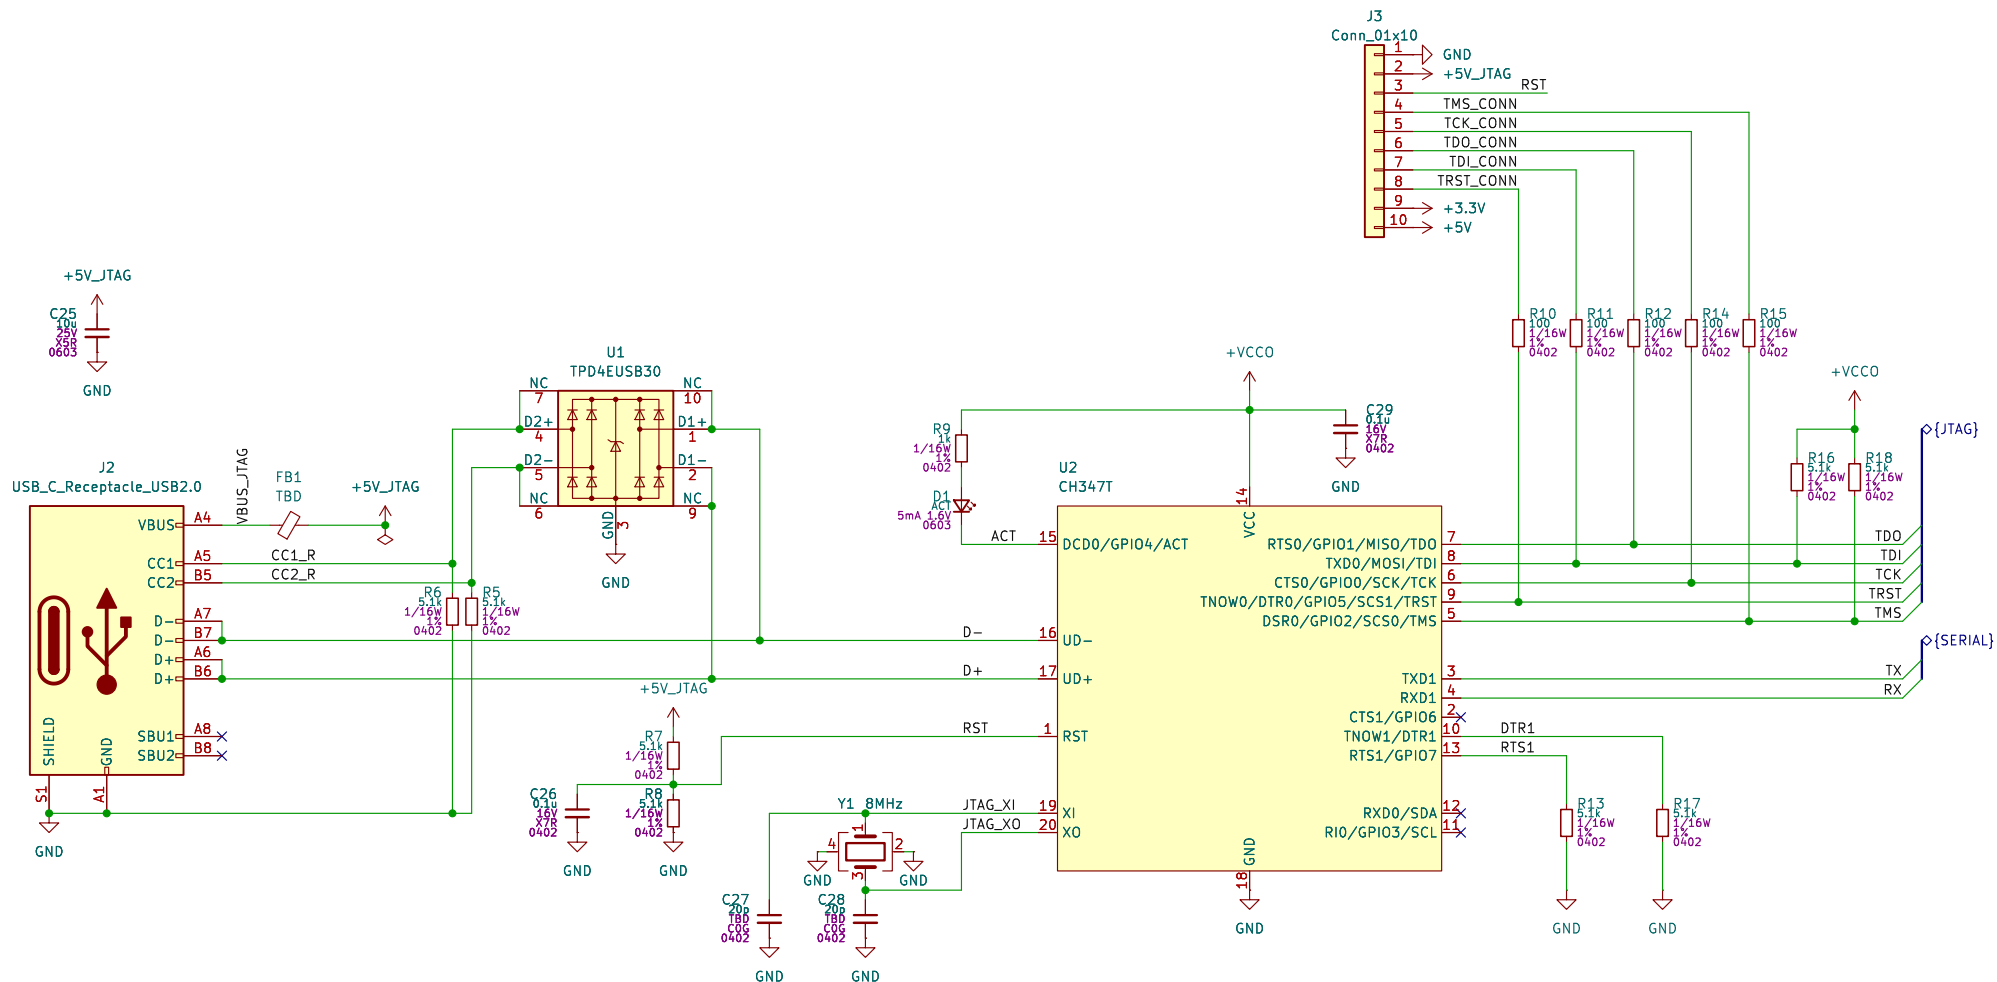 J3
Conn_01x10
1
GND
2
+5V_JTAG
3
RST
4
TMS_CONN
5
TCK_CONN
6
TDO_CONN
7
TDI_CONN
8
TRST_CONN
9
+3.3V
10
+5V
+5V_JTAG
C25
10u
25V
X5R
0603
GND
R10
100
1/16W
1%
0402
R11
100
1/16W
1%
0402
R12
100
1/16W
1%
0402
R14
100
1/16W
1%
0402
R15
100
1/16W
1%
0402
U1
TPD4EUSB30
NC
7
NC
10
D2+
4
D1+
1
D2-
5
D1-
2
NC
6
NC
9
GND
3
GND
+VCCO
C29
0.1u
16V
X7R
0402
GND
R9
1k
1/16W
1%
0402
D1
ACT
5mA 1.6V
0603
+VCCO
R16
5.1k
1/16W
1%
0402
R18
5.1k
1/16W
1%
0402
{JTAG}
J2
USB_C_Receptacle_USB2.0
VBUS
A4
VBUS_JTAG
FB1
TBD
+5V_JTAG
CC1
A5
CC1_R
CC2
B5
CC2_R
D-
A7
D-
B7
D+
A6
D+
B6
SBU1
A8
SBU2
B8
SHIELD
S1
GND
A1
GND
R6
5.1k
1/16W
1%
0402
R5
5.1k
1/16W
1%
0402
U2
CH347T
VCC
14
ACT
15
DCD0/GPIO4/ACT
D-
16
UD-
D+
17
UD+
RST
1
RST
JTAG_XI
19
XI
JTAG_XO
20
XO
GND
18
GND
RTS0/GPIO1/MISO/TDO
7
TDO
TXD0/MOSI/TDI
8
TDI
CTS0/GPIO0/SCK/TCK
6
TCK
TNOW0/DTR0/GPIO5/SCS1/TRST
9
TRST
DSR0/GPIO2/SCS0/TMS
5
TMS
{SERIAL}
TXD1
3
TX
RXD1
4
RX
CTS1/GPIO6
2
TNOW1/DTR1
10
DTR1
RTS1/GPIO7
13
RTS1
RXD0/SDA
12
RI0/GPIO3/SCL
11
+5V_JTAG
R7
5.1k
1/16W
1%
0402
R8
5.1k
1/16W
1%
0402
GND
C26
0.1u
16V
X7R
0402
GND
Y1 8MHz
1
4
2
3
GND
GND
C27
20p
TBD
C0G
0402
GND
C28
20p
TBD
C0G
0402
GND
R13
5.1k
1/16W
1%
0402
GND
R17
5.1k
1/16W
1%
0402
GND